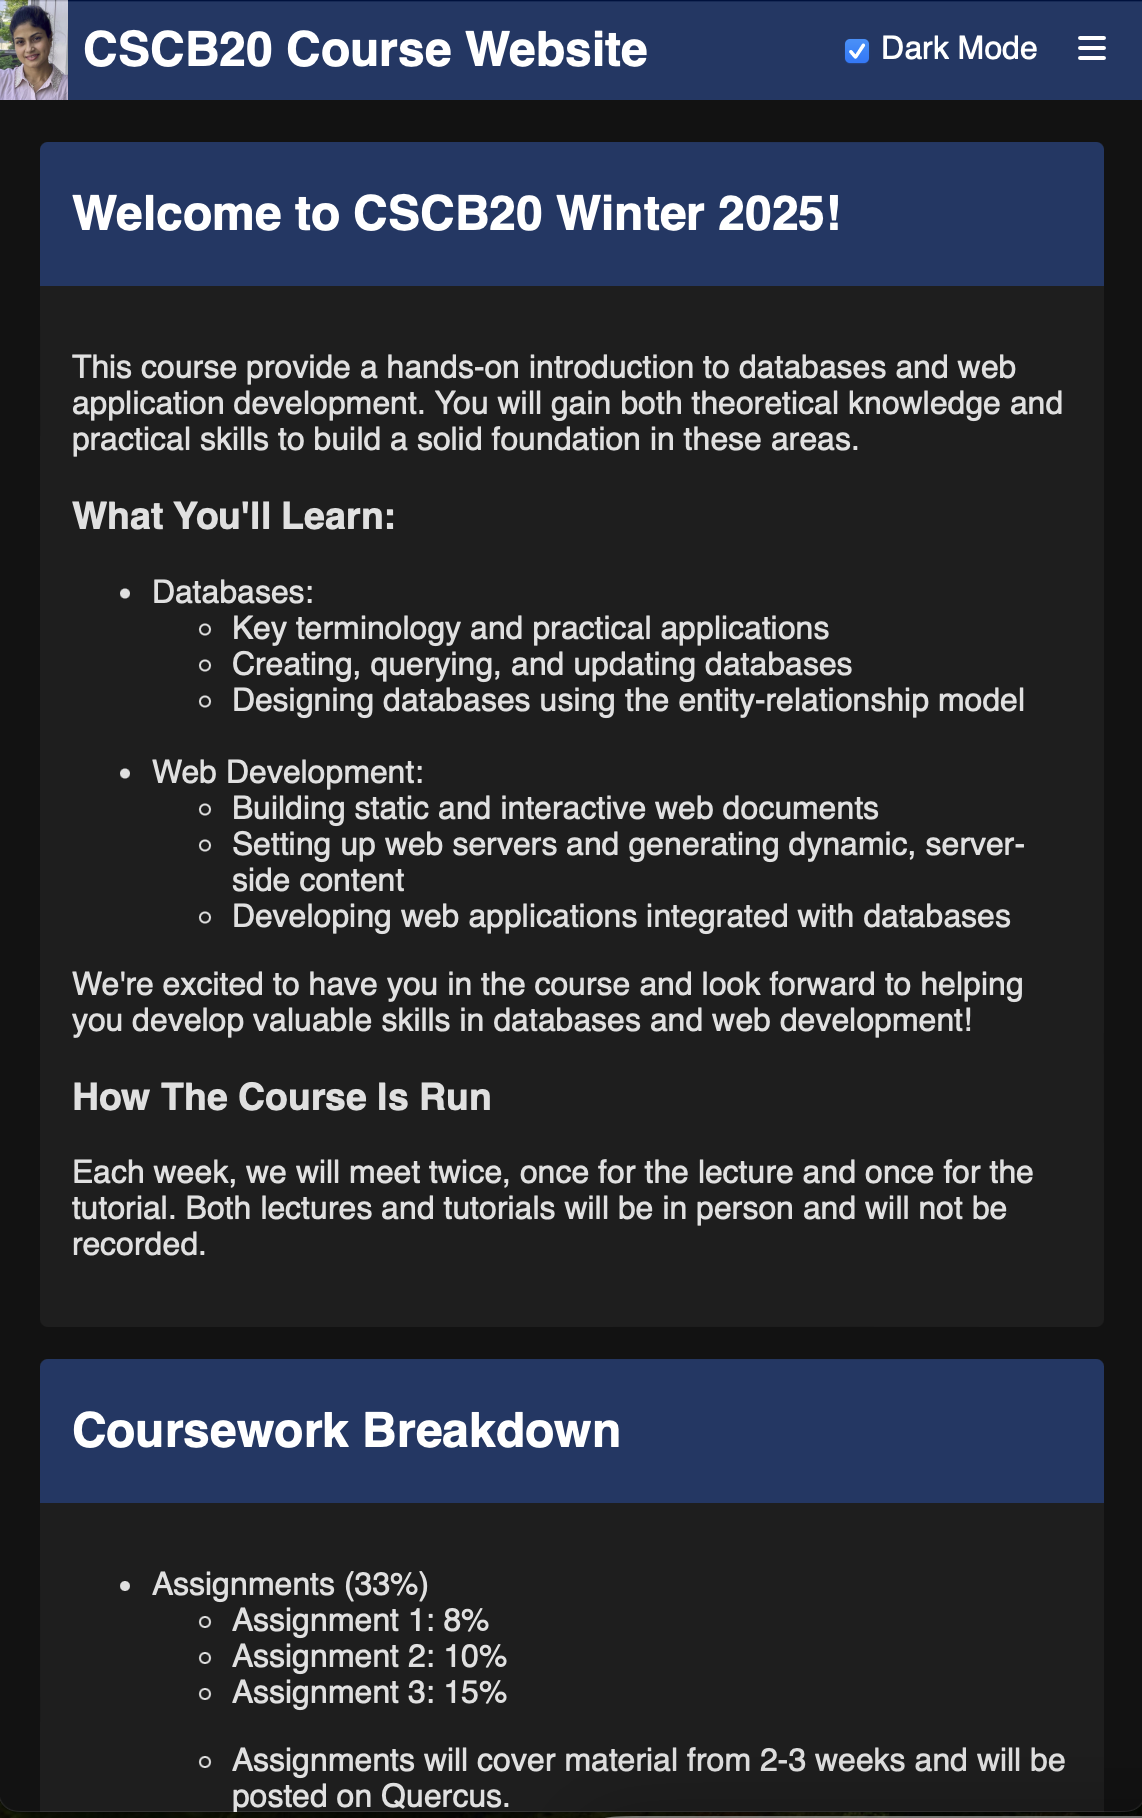 CSCB20 Course Website
Dark Mode
Welcome to CSCB20 Winter 2025!
This course provide a hands-on introduction to databases and web
application development. You will gain both theoretical knowledge and
practical skills to build a solid foundation in these areas.
What You'll Learn:
Databases:
Key terminology and practical applications
Creating, querying, and updating databases
Designing databases using the entity-relationship model
Web Development:
Building static and interactive web documents
Setting up web servers and generating dynamic, server-
side content
Developing web applications integrated with databases
We're excited to have you in the course and look forward to helping
you develop valuable skills in databases and web development!
How The Course Is Run
Each week, we will meet twice, once for the lecture and once for the
tutorial. Both lectures and tutorials will be in person and will not be
recorded.
Coursework Breakdown
Assignments (33%)
Assignment 1: 8%
Assignment 2: 10%
Assignment 3: 15%
Assignments will cover material from 2-3 weeks and will be
posted on Quercus.